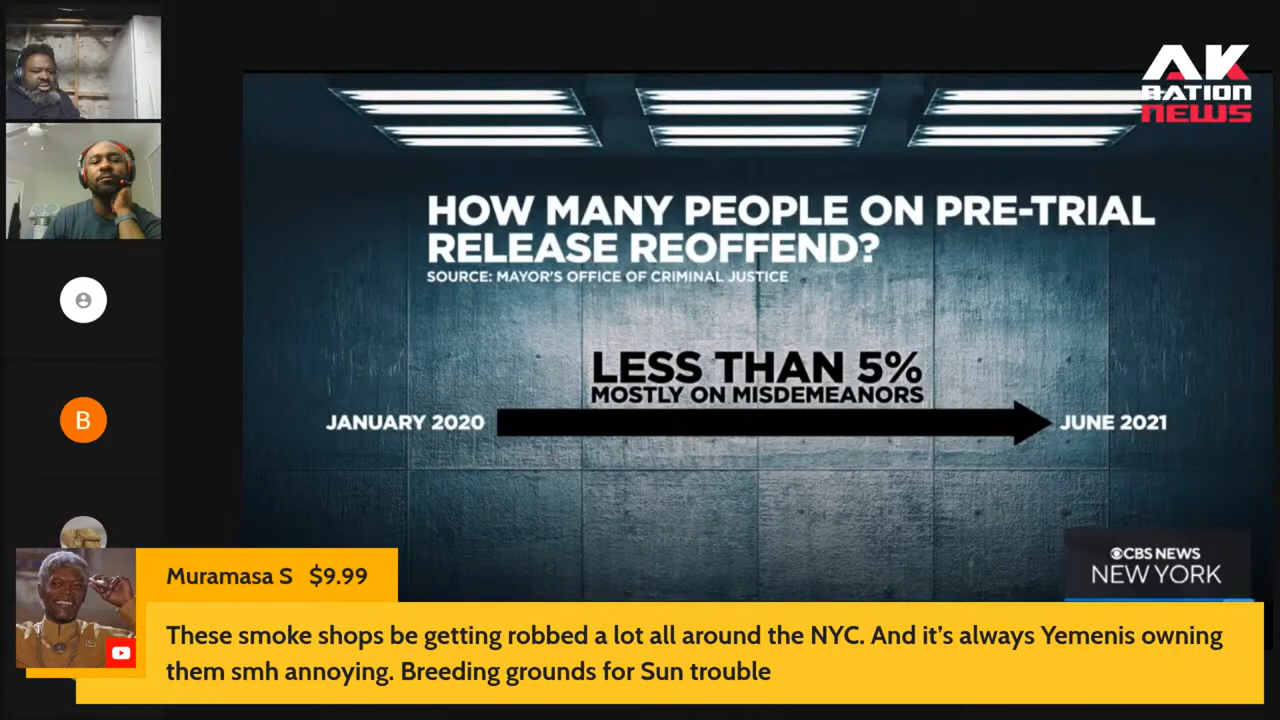 AK
NATION
NEWS
HOW MANY PEOPLE ON PRE-TRIAL
RELEASE REOFFEND?
SOURCE: MAYOR'S OFFICE OF CRIMINAL JUSTICE
LESS THAN 5%
MOSTLY ON MISDEMEANORS
JANUARY 2020
JUNE 2021
B
CBS NEWS
NEW YORK
Muramasa S $9.99
These smoke shops be getting robbed a lot all around the NYC. And it's always Yemenis owning
them smh annoying. Breeding grounds for Sun trouble